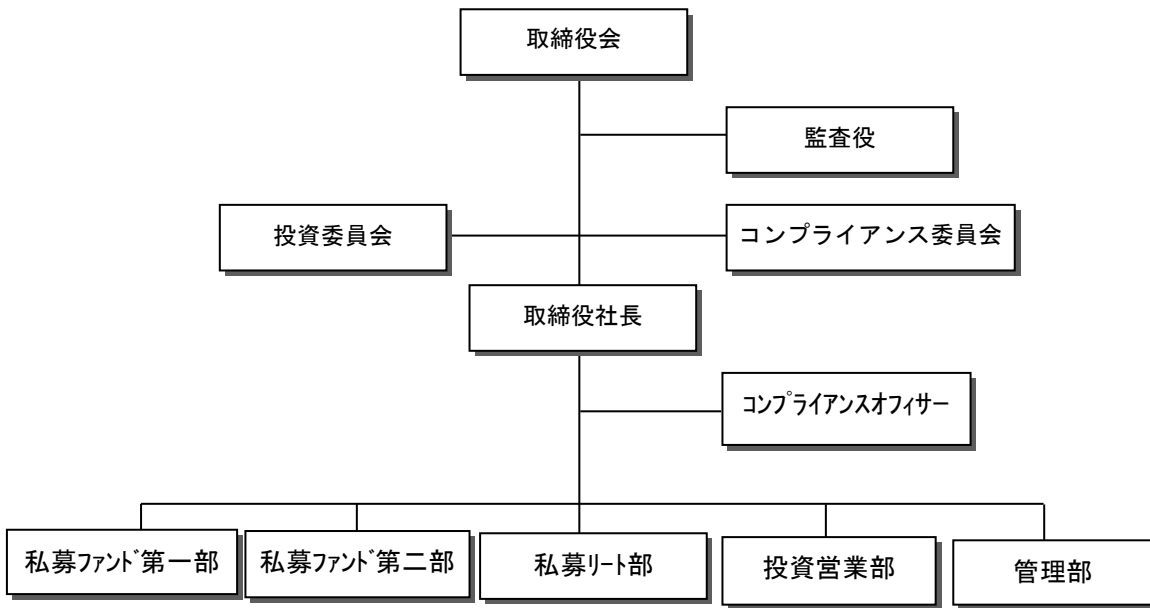 取締役会
監査役
投資委員会
コンプライアンス委員会
取締役社長
ｺﾝﾌﾟﾗｲｱﾝｽｵﾌｨｻｰ
私募ﾌｧﾝﾄﾞ第一部
私募ﾌｧﾝﾄﾞ第二部
私募ﾘｰﾄ部
投資営業部
管理部